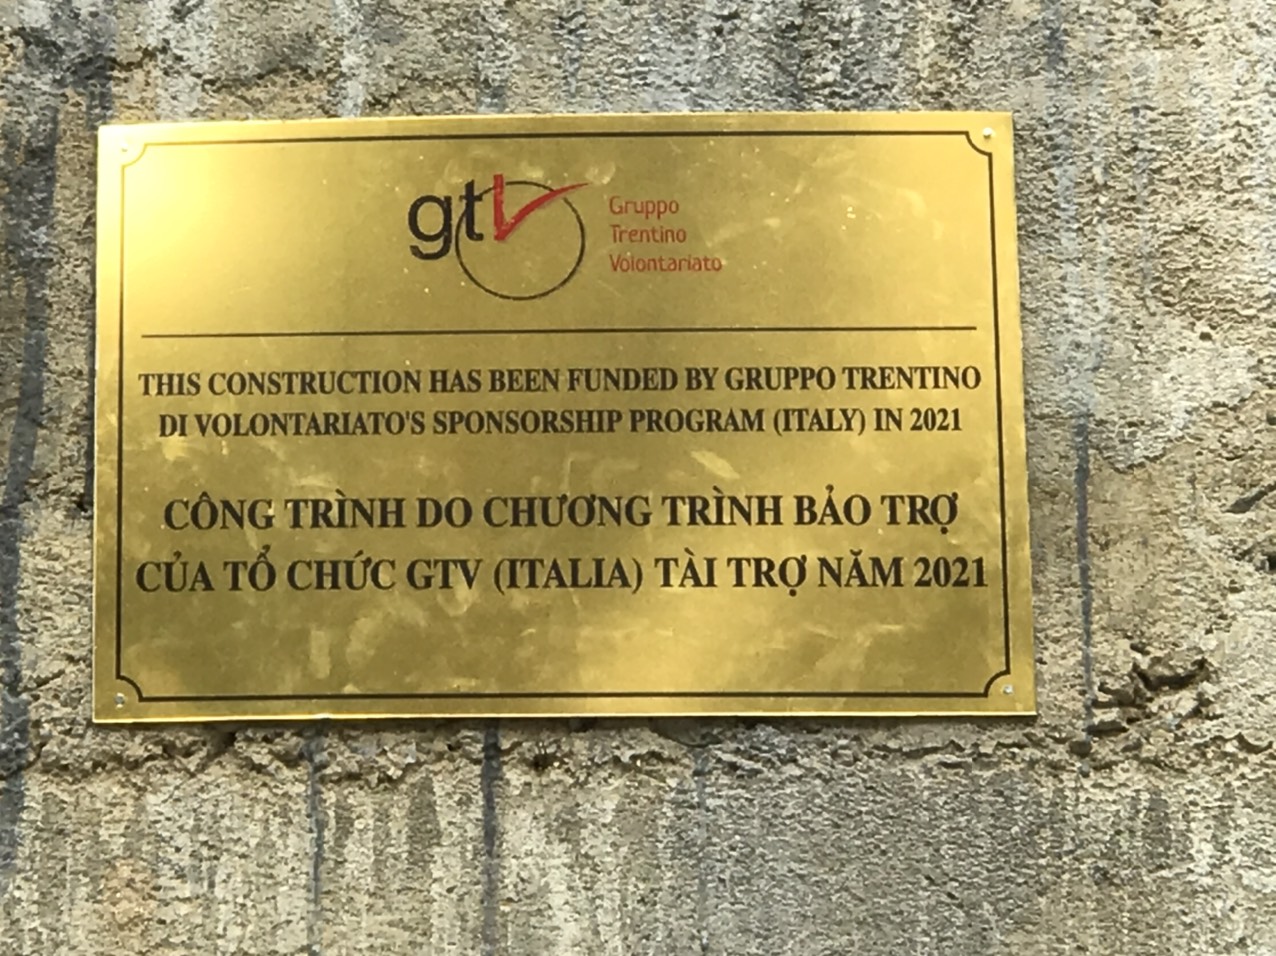 gtv
Gruppo
Trentino
Volontariato
THIS CONSTRUCTION HAS BEEN FUNDED BY GRUPPO TRENTINO
DI VOLONTARIATO'S SPONSORSHIP PROGRAM (ITALY) IN 2021
CÔNG TRÌNH DO CHƯƠNG TRÌNH BẢO TRỢ
CỦA TỔ CHỨC GTV (ITALIA) TÀI TRỢ NĂM 2021